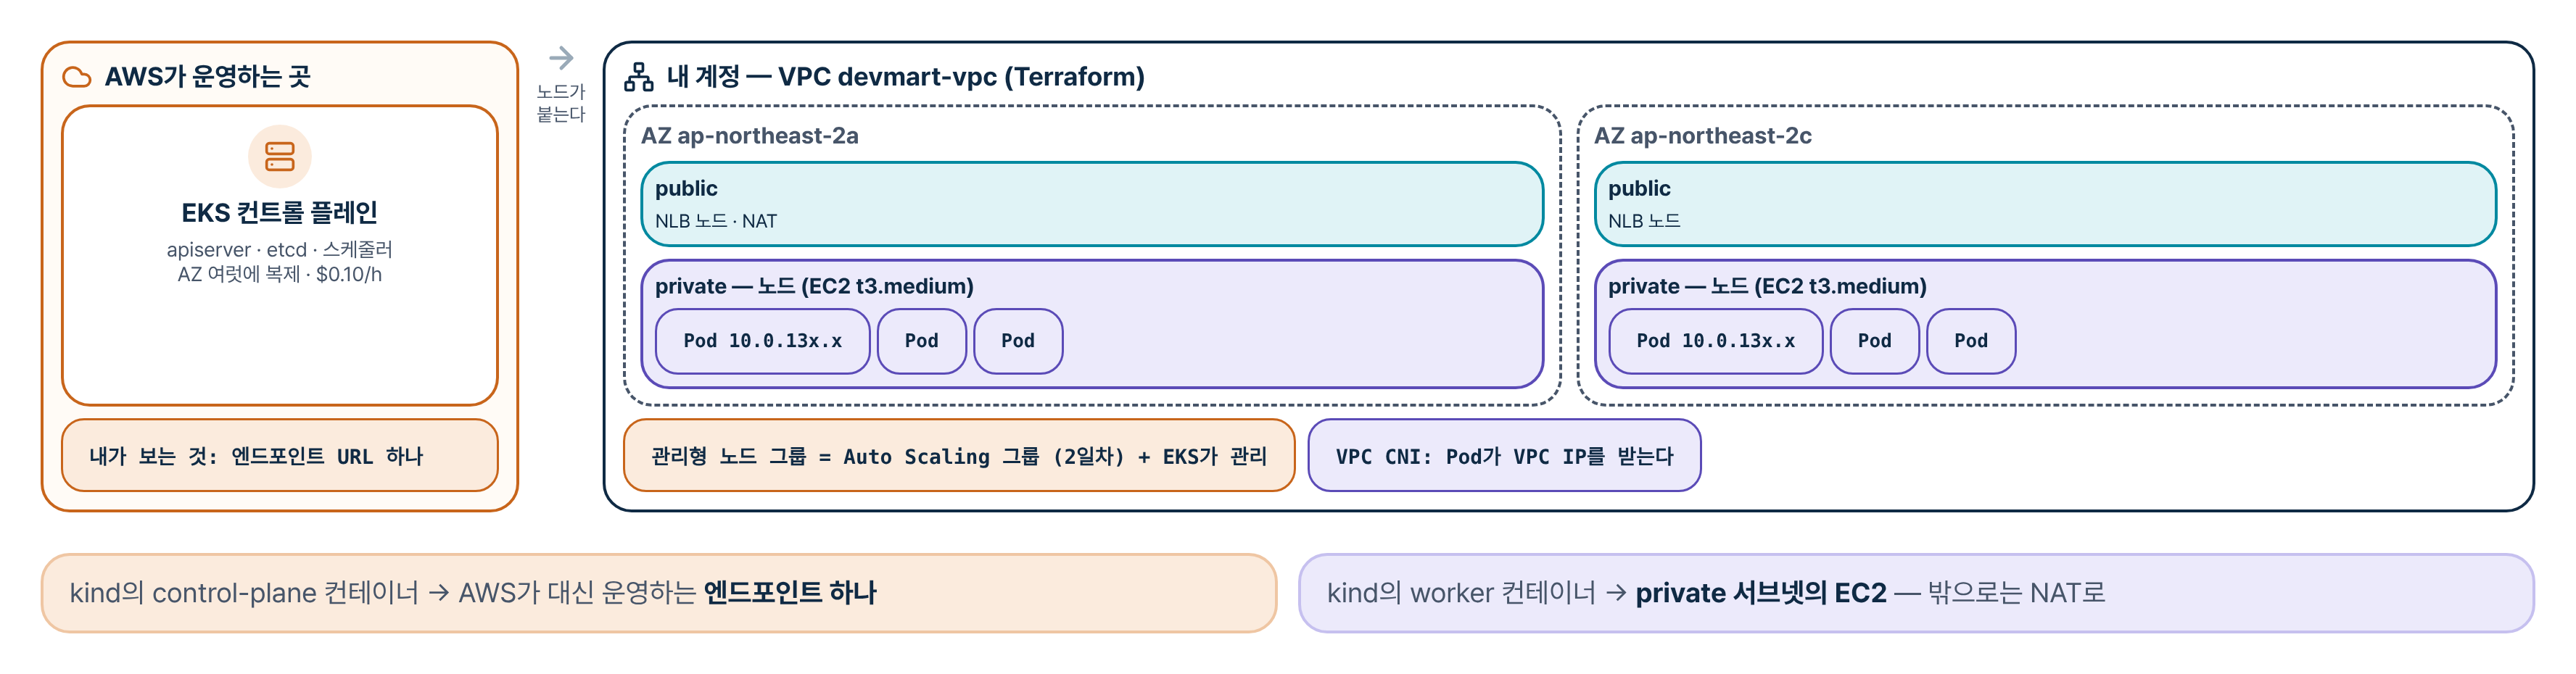 AWS가 운영하는 곳
EKS 컨트롤 플레인
apiserver · etcd · 스케줄러
AZ 여럿에 복제 · $0.10/h
내가 보는 것: 엔드포인트 URL 하나
노드가
붙는다
내 계정 — VPC devmart-vpc (Terraform)
AZ ap-northeast-2a
public
NLB 노드 · NAT
private — 노드 (EC2 t3.medium)
Pod 10.0.13x.x
Pod
Pod
AZ ap-northeast-2c
public
NLB 노드
private — 노드 (EC2 t3.medium)
Pod 10.0.13x.x
Pod
Pod
관리형 노드 그룹 = Auto Scaling 그룹 (2일차) + EKS가 관리
VPC CNI: Pod가 VPC IP를 받는다
kind의 control-plane 컨테이너 → AWS가 대신 운영하는 엔드포인트 하나
kind의 worker 컨테이너 → private 서브넷의 EC2 — 밖으로는 NAT로